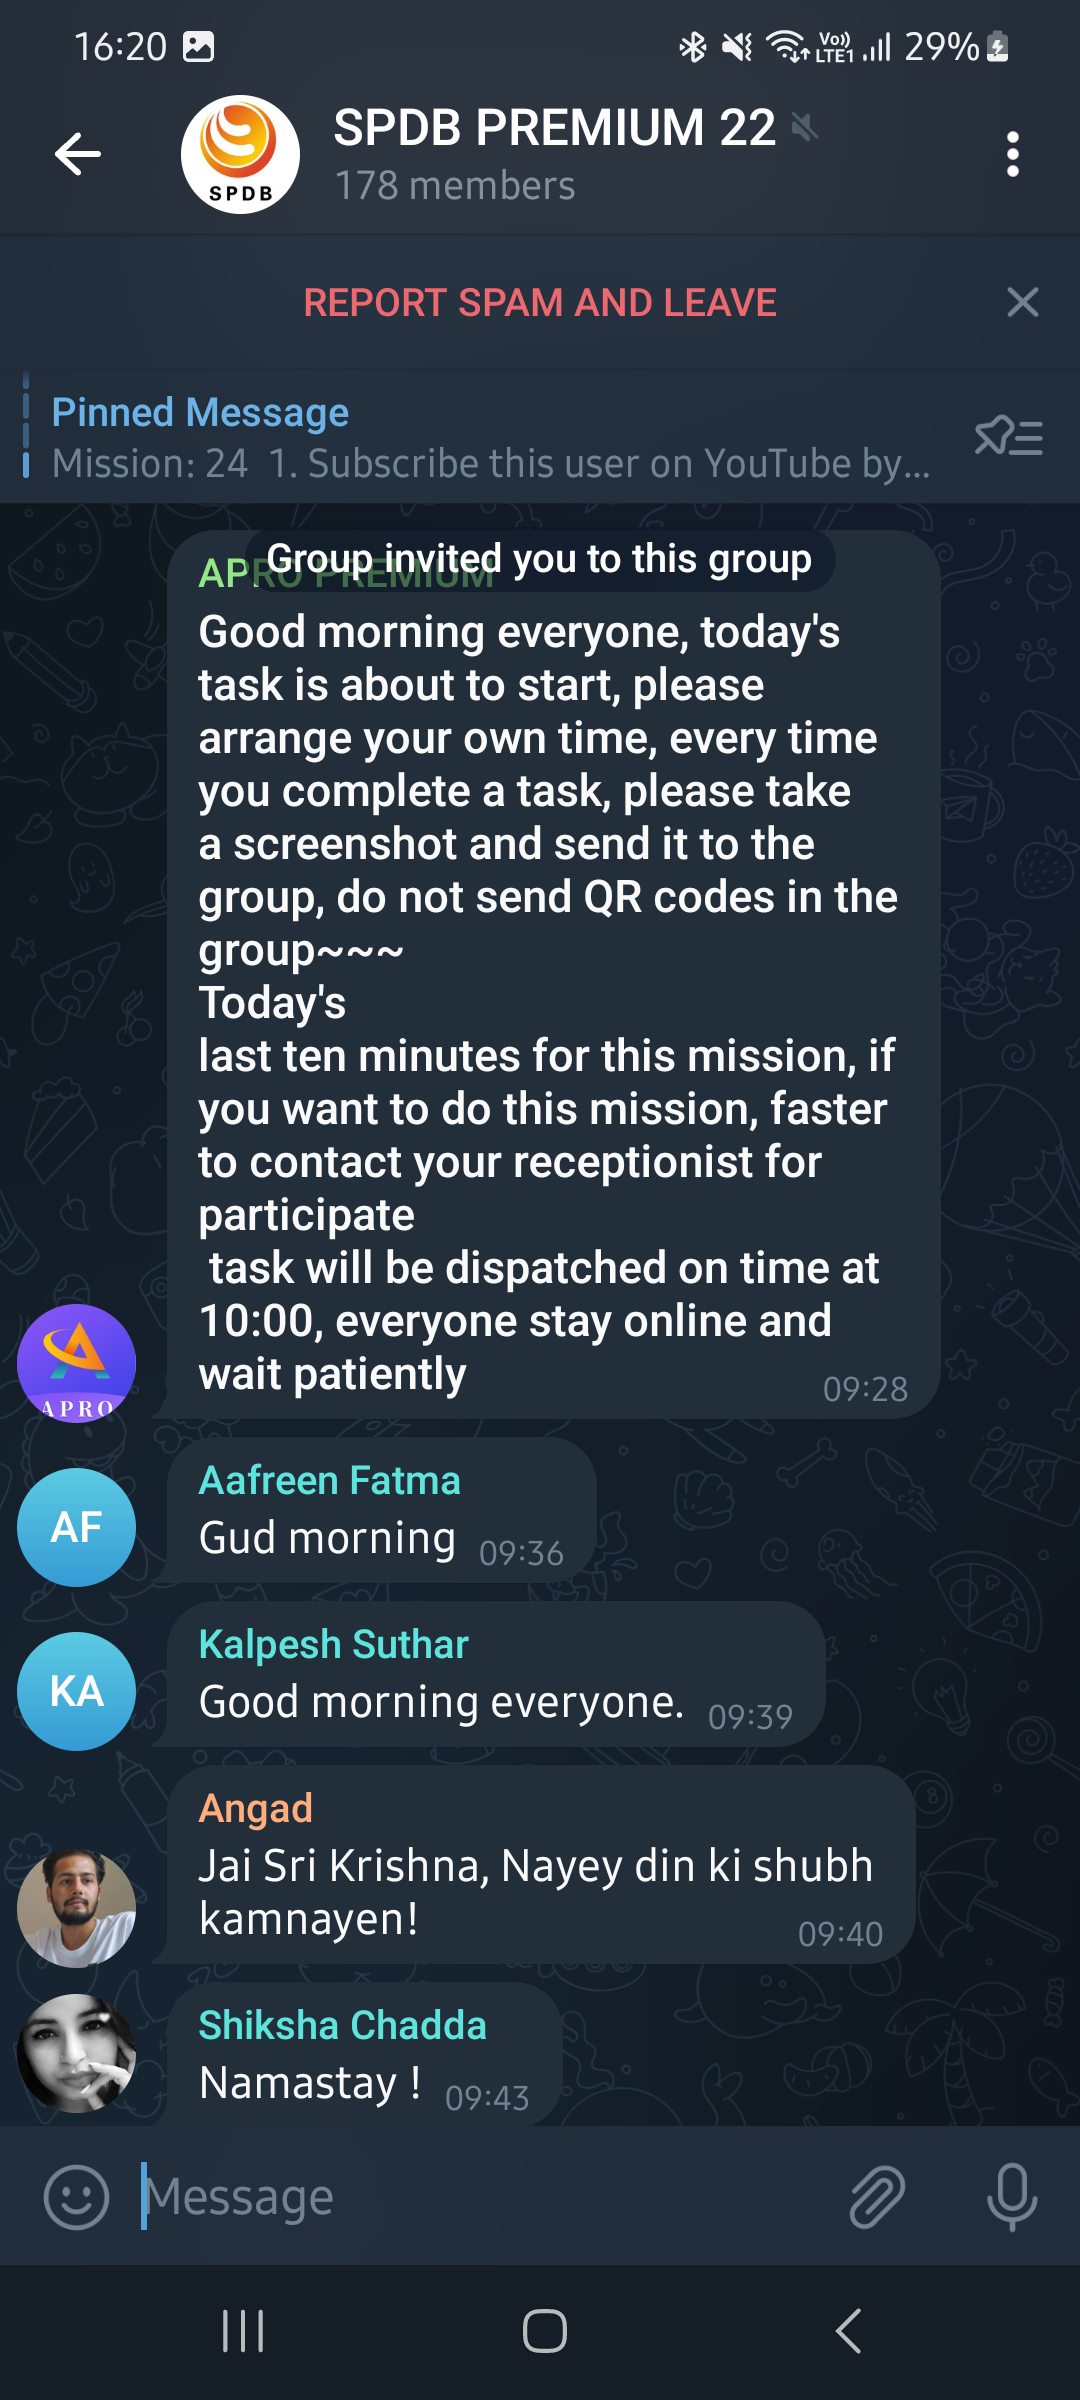 16:20
Vo))
LTE1
29%
SPDB PREMIUM 22
SPDB
178 members
REPORT SPAM AND LEAVE
Pinned Message
Mission: 24 1. Subscribe this user on YouTube by...
Group invited you to this group
APRO PREMIUM
Good morning everyone, today's
task is about to start, please
arrange your own time, every time
you complete a task, please take
a screenshot and send it to the
group, do not send QR codes in the
group~~~
Today's
last ten minutes for this mission, if
you want to do this mission, faster
to contact your receptionist for
participate
task will be dispatched on time at
10:00, everyone stay online and
wait patiently
09:28
APRO
Aafreen Fatma
AF
Gud morning 09:36
Kalpesh Suthar
KA
Good morning everyone. 09:39
Angad
Jai Sri Krishna, Nayey din ki shubh
kamnayen!
09:40
Shiksha Chadda
Namastay ! 09:43
Message